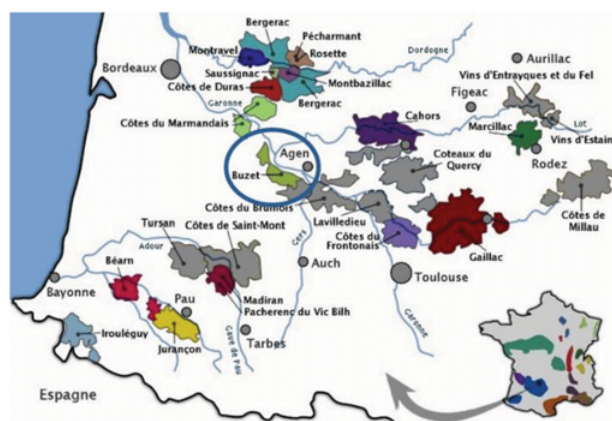 Bergerac
Pécharmant
Montravel
Rosette
Dordogne
Bordeaux
Saussignac
Montbazillac
Côtes de Duras
Bergerac
Garonne
Côtes du Marmandais
Aurillac
Vins d'Entrayques et du Fel
Figeac
Cahors
Marcillac
Lot
Vins d'Estain
Rodez
Agen
Buzet
Coteaux du
Quercy
Côtes du Brulhois
Lavilledieu
Côtes du
Frontonais
Gaillac
Côtes de
Millau
Tursan
Côtes de Saint-Mont
Gers
Adour
Auch
Toulouse
Béarn
Bayonne
Pau
Madiran
Pacherenc du Vic Bilh
Irouléguy
Jurançon
Gave de Pau
Tarbes
Garonne
Espagne